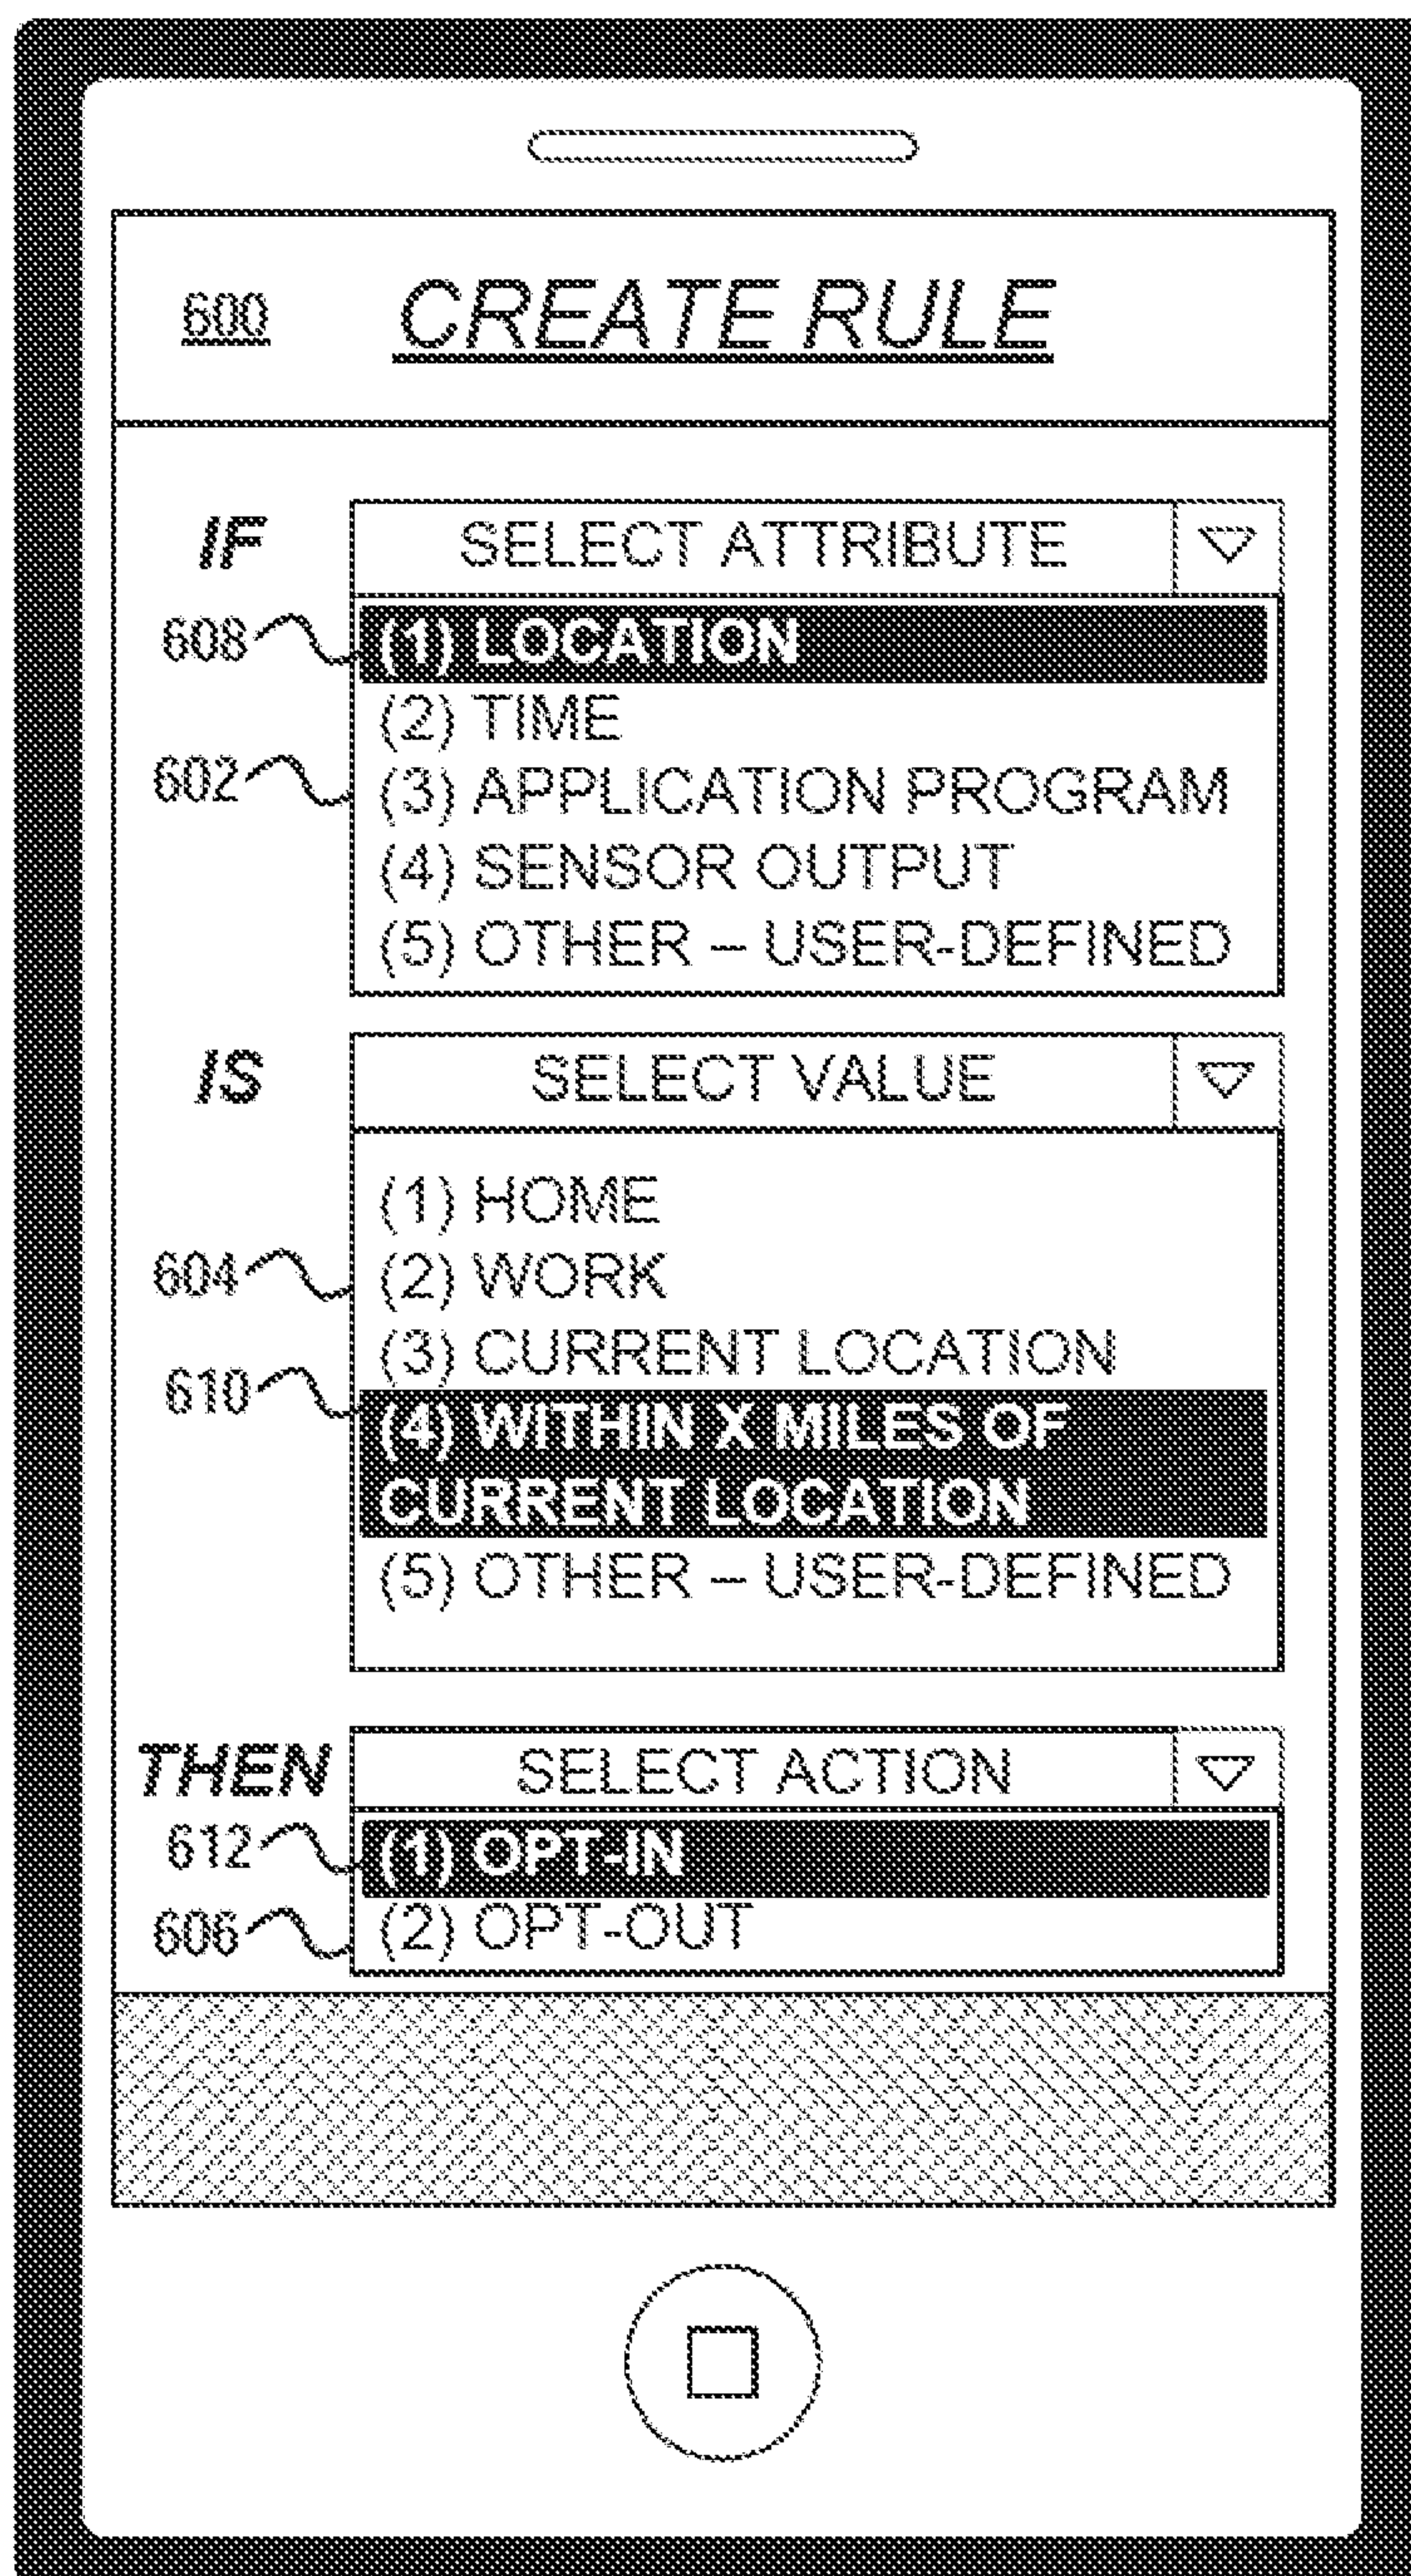 600 CREATE RULE
IF SELECT ATTRIBUTE
608 (1) LOCATION
(2) TIME
602 (3) APPLICATION PROGRAM
(4) SENSOR OUTPUT
(5) OTHER – USER-DEFINED
IS SELECT VALUE
(1) HOME
604 (2) WORK
(3) CURRENT LOCATION
610 (4) WITHIN X MILES OF
CURRENT LOCATION
(5) OTHER – USER-DEFINED
THEN SELECT ACTION
612 (1) OPT-IN
606 (2) OPT-OUT